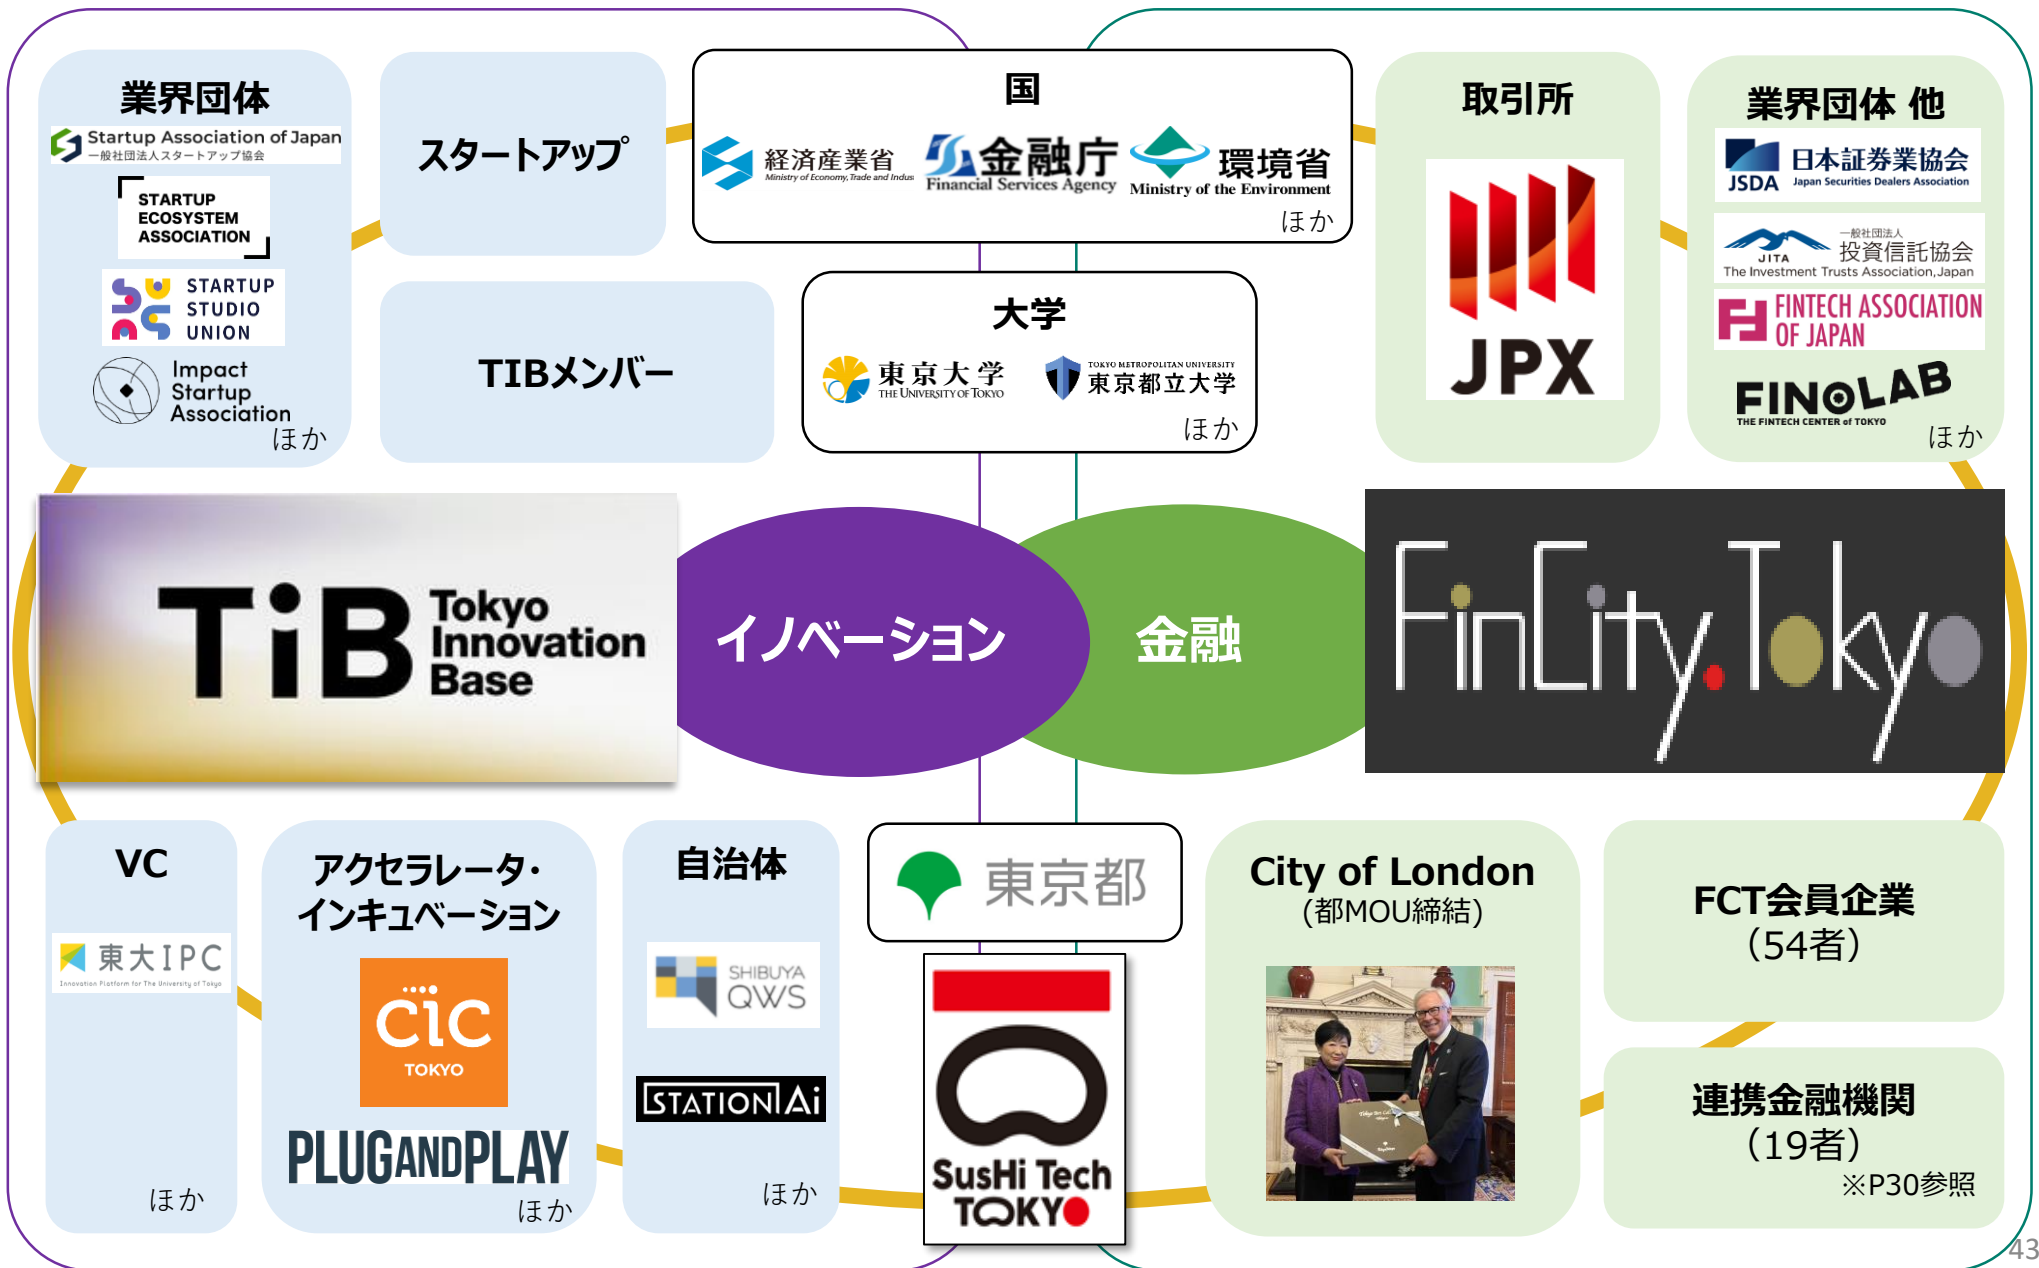 業界団体
Startup Association of Japan
一般社団法人スタートアップ協会
STARTUP
ECOSYSTEM
ASSOCIATION
STARTUP
STUDIO
UNION
Impact
Startup
Association
ほか
スタートアップ
TIBメンバー
国
経済産業省
Ministry of Economy, Trade and Indus
金融庁
Financial Services Agency
環境省
Ministry of the Environment
ほか
大学
東京大学
THE UNIVERSITY OF TOKYO
TOKYO METROPOLITAN UNIVERSITY
東京都立大学
ほか
取引所
JPX
業界団体 他
JSDA
日本証券業協会
Japan Securities Dealers Association
JITA
一般社団法人
投資信託協会
The Investment Trusts Association, Japan
FINTECH ASSOCIATION
OF JAPAN
FINOLAB
THE FINTECH CENTER of TOKYO
ほか
TiB
Tokyo
Innovation
Base
イノベーション
金融
FinCity.Tokyo
VC
東大IPC
Innovation Platform for The University of Tokyo
ほか
アクセラレータ・
インキュベーション
CiC
TOKYO
PLUGANDPLAY
ほか
自治体
SHIBUYA
QWS
STATION Ai
ほか
東京都
SusHi Tech
TOKYO
City of London
(都MOU締結)
FCT会員企業
（54者）
連携金融機関
（19者）
※P30参照
43